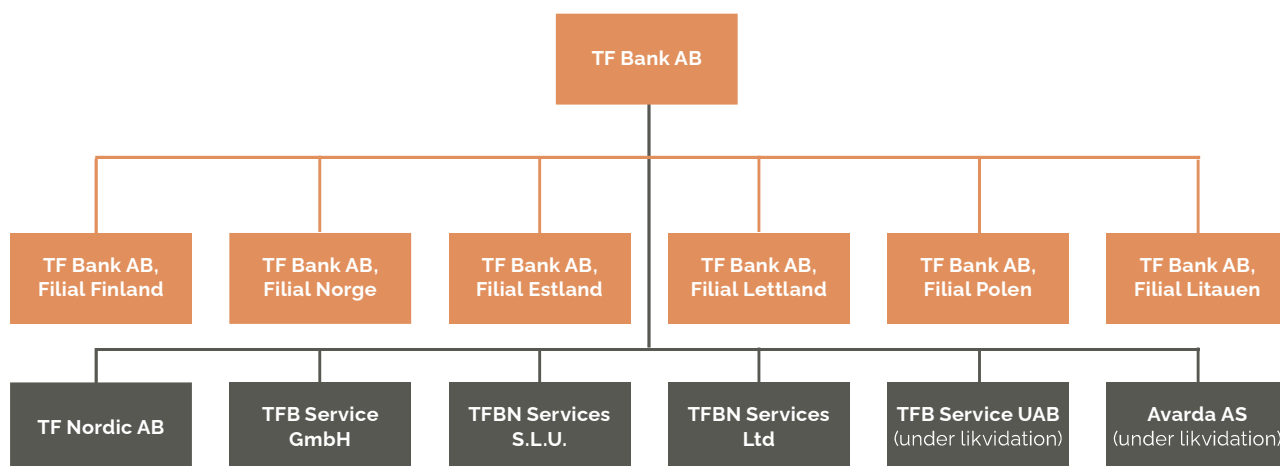 TF Bank AB
TF Bank AB,
Filial Finland
TF Bank AB,
Filial Norge
TF Bank AB,
Filial Estland
TF Bank AB,
Filial Lettland
TF Bank AB,
Filial Polen
TF Bank AB,
Filial Litauen
TF Nordic AB
TFB Service
GmbH
TFBN Services
S.L.U.
TFBN Services
Ltd
TFB Service UAB
(under likvidation)
Avarda AS
(under likvidation)